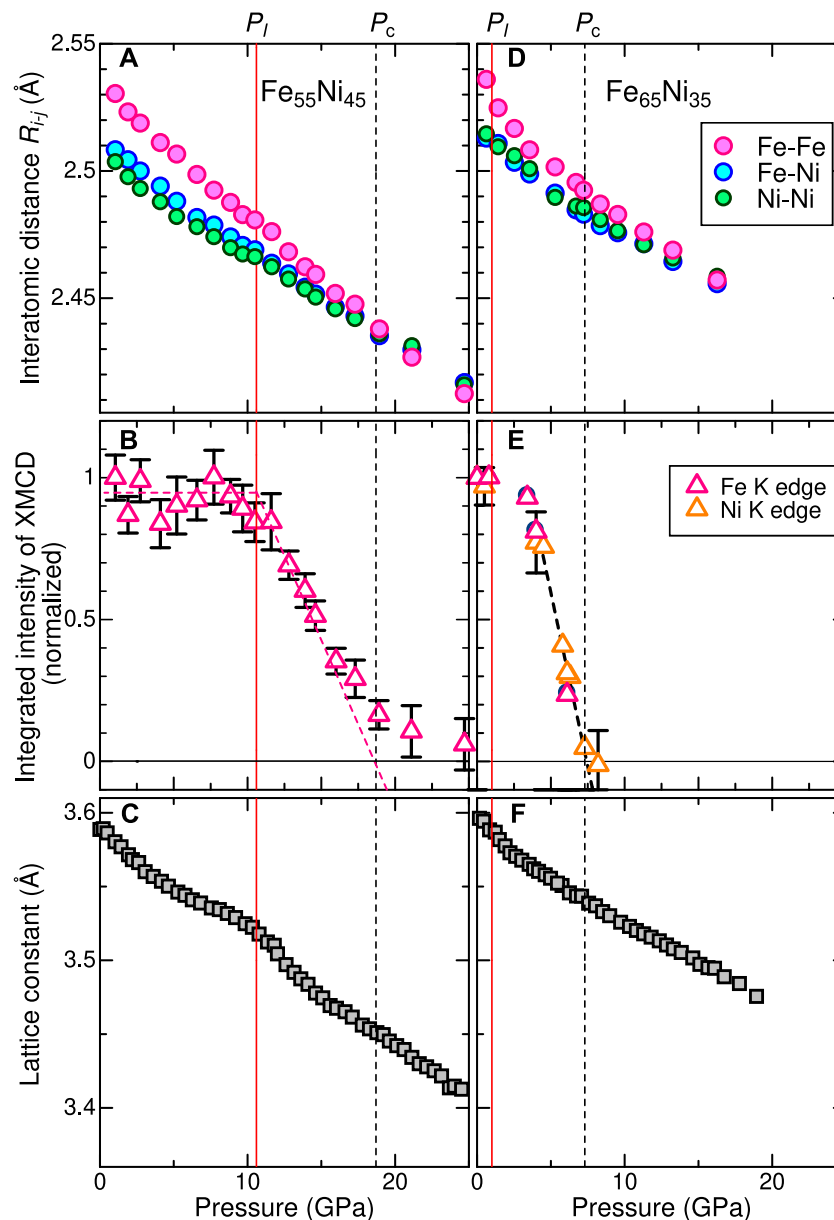 P_l P_c P_l P_c
A D
Fe55Ni45 Fe65Ni35
2.55
2.5
2.45
Interatomic distance R_i-j (Å)
Fe-Fe
Fe-Ni
Ni-Ni
B E
1
0.5
0
Integrated intensity of XMCD
(normalized)
Fe K edge
Ni K edge
C F
3.6
3.5
3.4
Lattice constant (Å)
0 10 20 10 20
Pressure (GPa) Pressure (GPa)